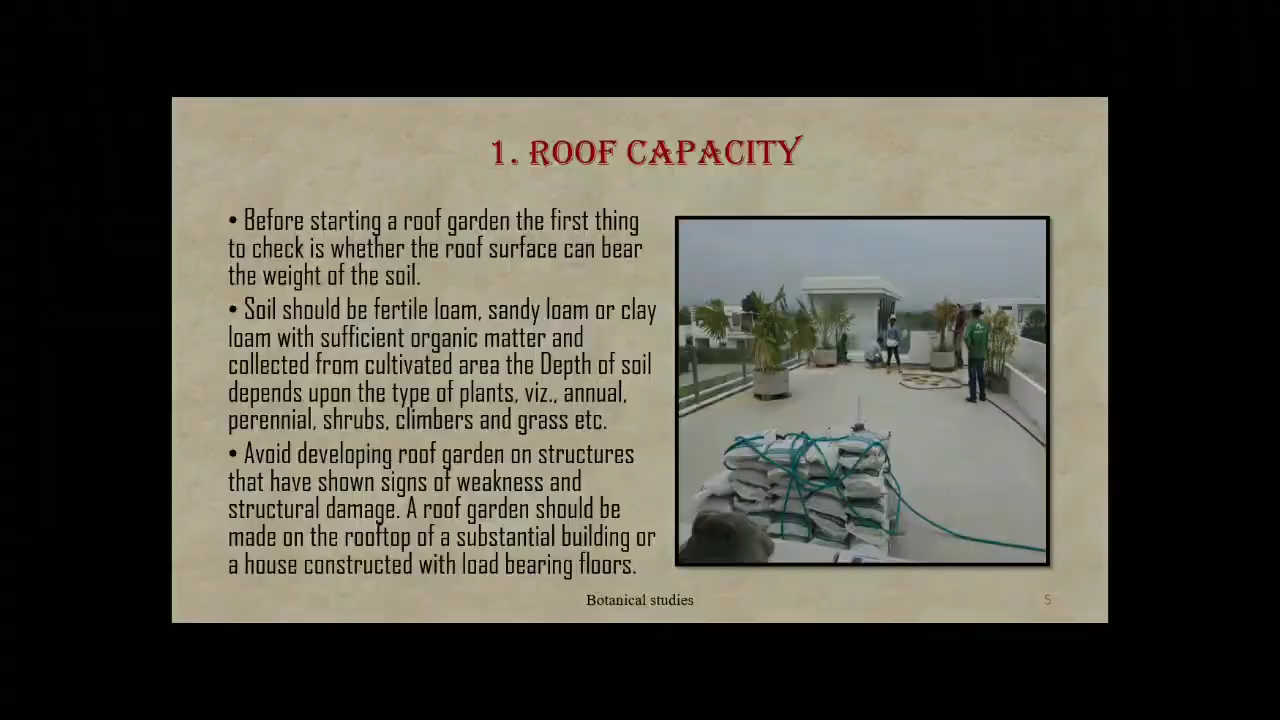 1. ROOF CAPACITY
• Before starting a roof garden the first thing
to check is whether the roof surface can bear
the weight of the soil.
• Soil should be fertile loam, sandy loam or clay
loam with sufficient organic matter and
collected from cultivated area the Depth of soil
depends upon the type of plants, viz., annual,
perennial, shrubs, climbers and grass etc.
• Avoid developing roof garden on structures
that have shown signs of weakness and
structural damage. A roof garden should be
made on the rooftop of a substantial building or
a house constructed with load bearing floors.
Botanical studies
5